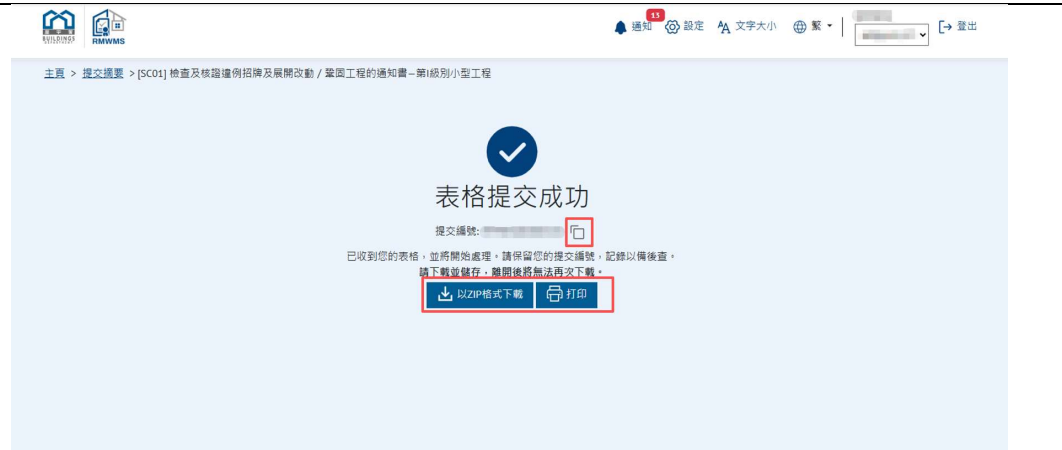 屋宇署
BUILDINGS
DEPARTMENT
RMWMS
通知
13
設定
文字大小
繁
登出
主頁 > 提交摘要 > [SC01] 檢查及核證違例招牌及展開改動 / 鞏固工程的通知書–第I級別小型工程
表格提交成功
提交編號:
已收到您的表格，並將開始處理。請保留您的提交編號，記錄以備後查。
請下載並儲存，離開後將無法再次下載。
以ZIP格式下載
打印